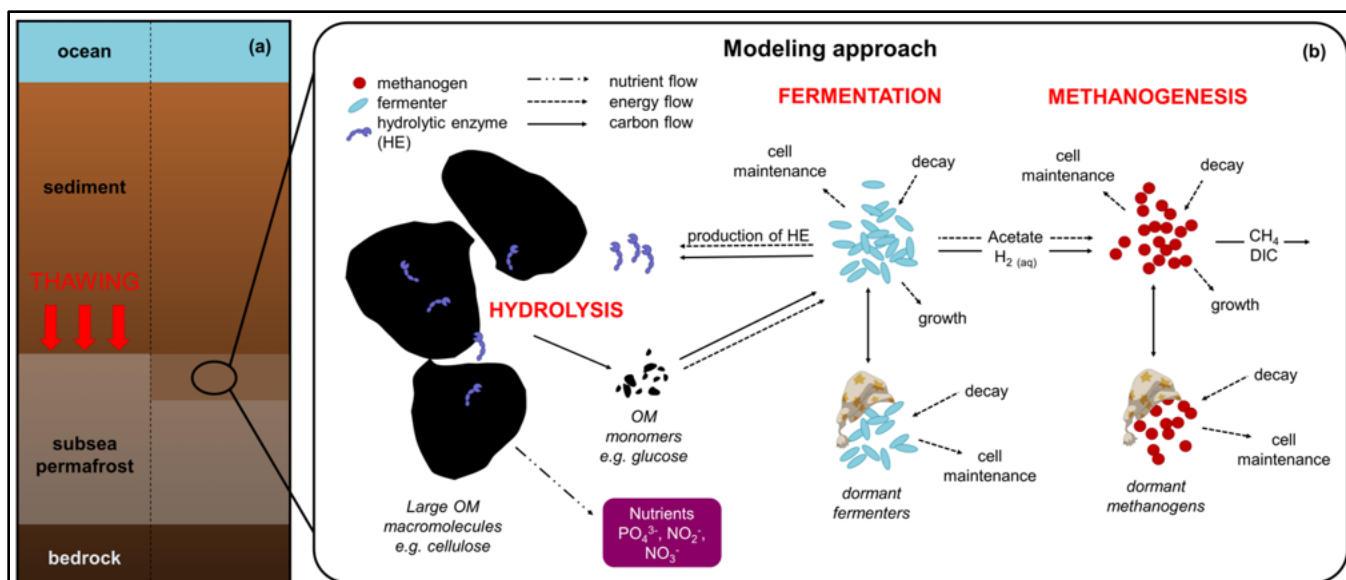 ocean
(a)
sediment
THAWING
subsea
permafrost
bedrock
Modeling approach
(b)
methanogen
fermenter
hydrolytic enzyme
(HE)
nutrient flow
energy flow
carbon flow
FERMENTATION
METHANOGENESIS
cell
maintenance
decay
cell
maintenance
decay
production of HE
Acetate
H2 (aq)
CH4
DIC
growth
growth
HYDROLYSIS
OM
monomers
e.g. glucose
decay
cell
maintenance
dormant
fermenters
decay
cell
maintenance
dormant
methanogens
Large OM
macromolecules
e.g. cellulose
Nutrients
PO₄³⁻, NO₂⁻,
NO₃⁻